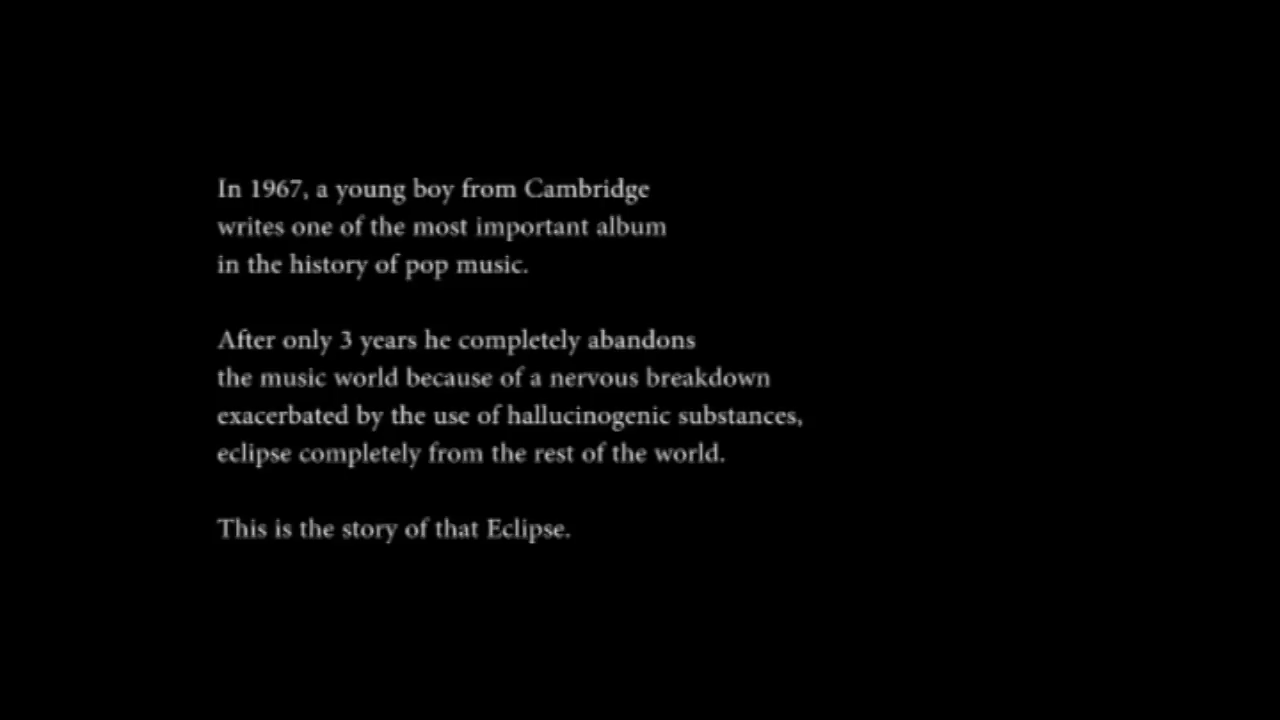 In 1967, a young boy from Cambridge
writes one of the most important album
in the history of pop music.
After only 3 years he completely abandons
the music world because of a nervous breakdown
exacerbated by the use of hallucinogenic substances,
eclipse completely from the rest of the world.
This is the story of that Eclipse.